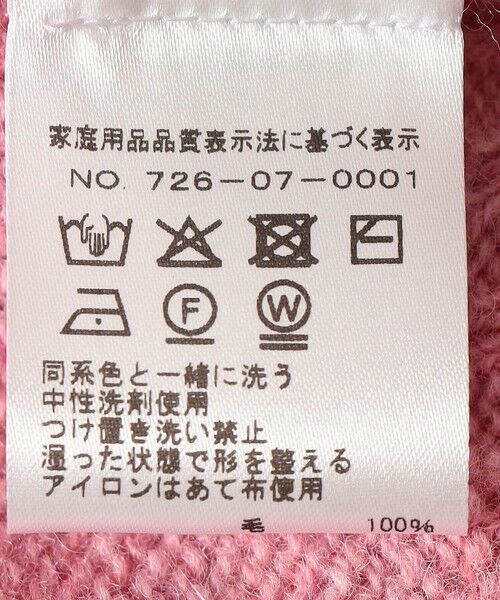 家庭用品品質表示法に基づく表示
NO. 726-07-0001
F W
同系色と一緒に洗う
中性洗剤使用
つけ置き洗い禁止
湿った状態で形を整える
アイロンはあて布使用
毛 100%